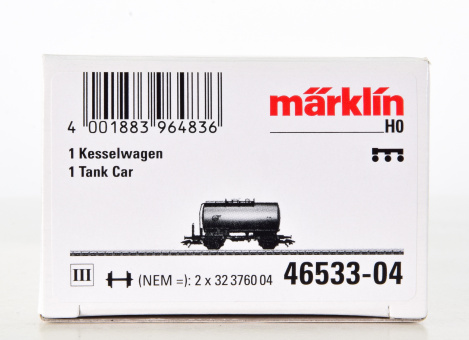 märklin
H0
4 001883 964836
1 Kesselwagen
1 Tank Car
III (NEM =): 2 x 32 3760 04 46533-04